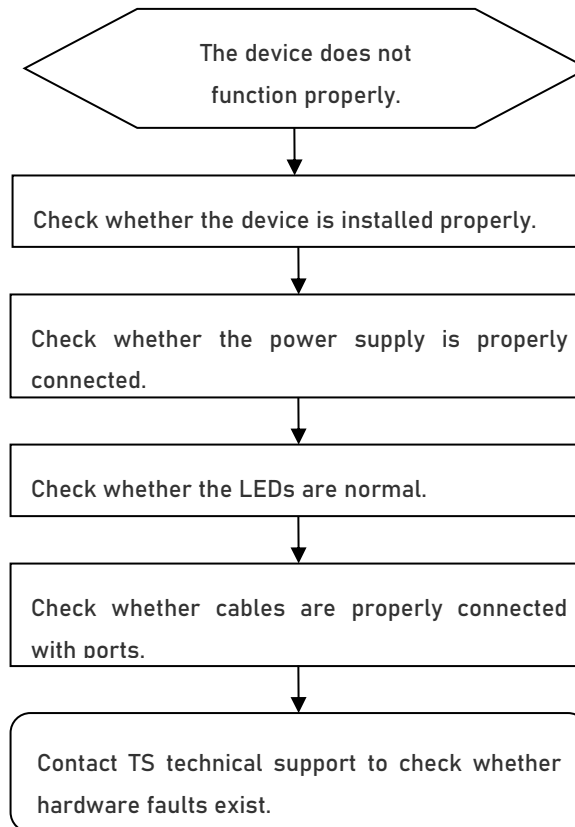 The device does not
function properly.
Check whether the device is installed properly.
Check whether the power supply is properly
connected.
Check whether the LEDs are normal.
Check whether cables are properly connected
with ports.
Contact TS technical support to check whether
hardware faults exist.